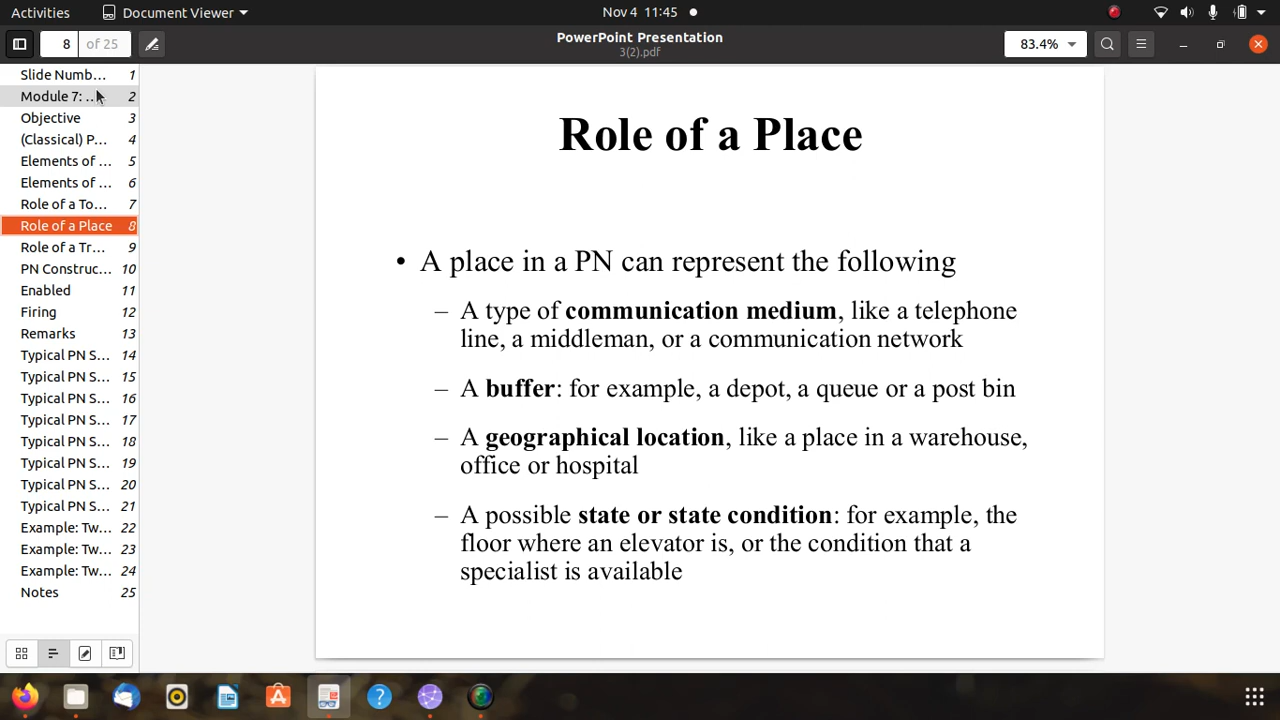 Activities Document Viewer Nov 4 11:45
8 of 25 PowerPoint Presentation 83.4%
3(2).pdf
Slide Numb... 1
Module 7: ... 2
Objective 3
(Classical) P... 4
Elements of ... 5
Elements of ... 6
Role of a To... 7
Role of a Place 8
Role of a Tr... 9
PN Construc... 10
Enabled 11
Firing 12
Remarks 13
Typical PN S... 14
Typical PN S... 15
Typical PN S... 16
Typical PN S... 17
Typical PN S... 18
Typical PN S... 19
Typical PN S... 20
Typical PN S... 21
Example: Tw... 22
Example: Tw... 23
Example: Tw... 24
Notes 25
Role of a Place
• A place in a PN can represent the following
– A type of communication medium, like a telephone
line, a middleman, or a communication network
– A buffer: for example, a depot, a queue or a post bin
– A geographical location, like a place in a warehouse,
office or hospital
– A possible state or state condition: for example, the
floor where an elevator is, or the condition that a
specialist is available